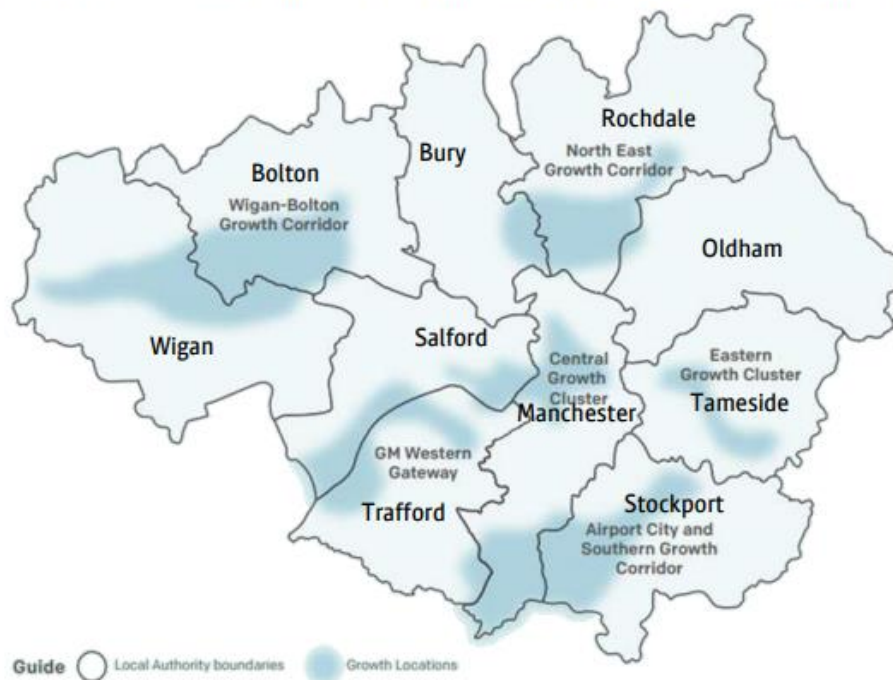 Rochdale
North East
Growth Corridor
Bury
Bolton
Wigan-Bolton
Growth Corridor
Oldham
Salford
Wigan
Central
Growth
Cluster
Manchester
Eastern
Growth Cluster
Tameside
GM Western
Gateway
Trafford
Stockport
Airport City and
Southern Growth
Corridor
Guide Local Authority boundaries Growth Locations